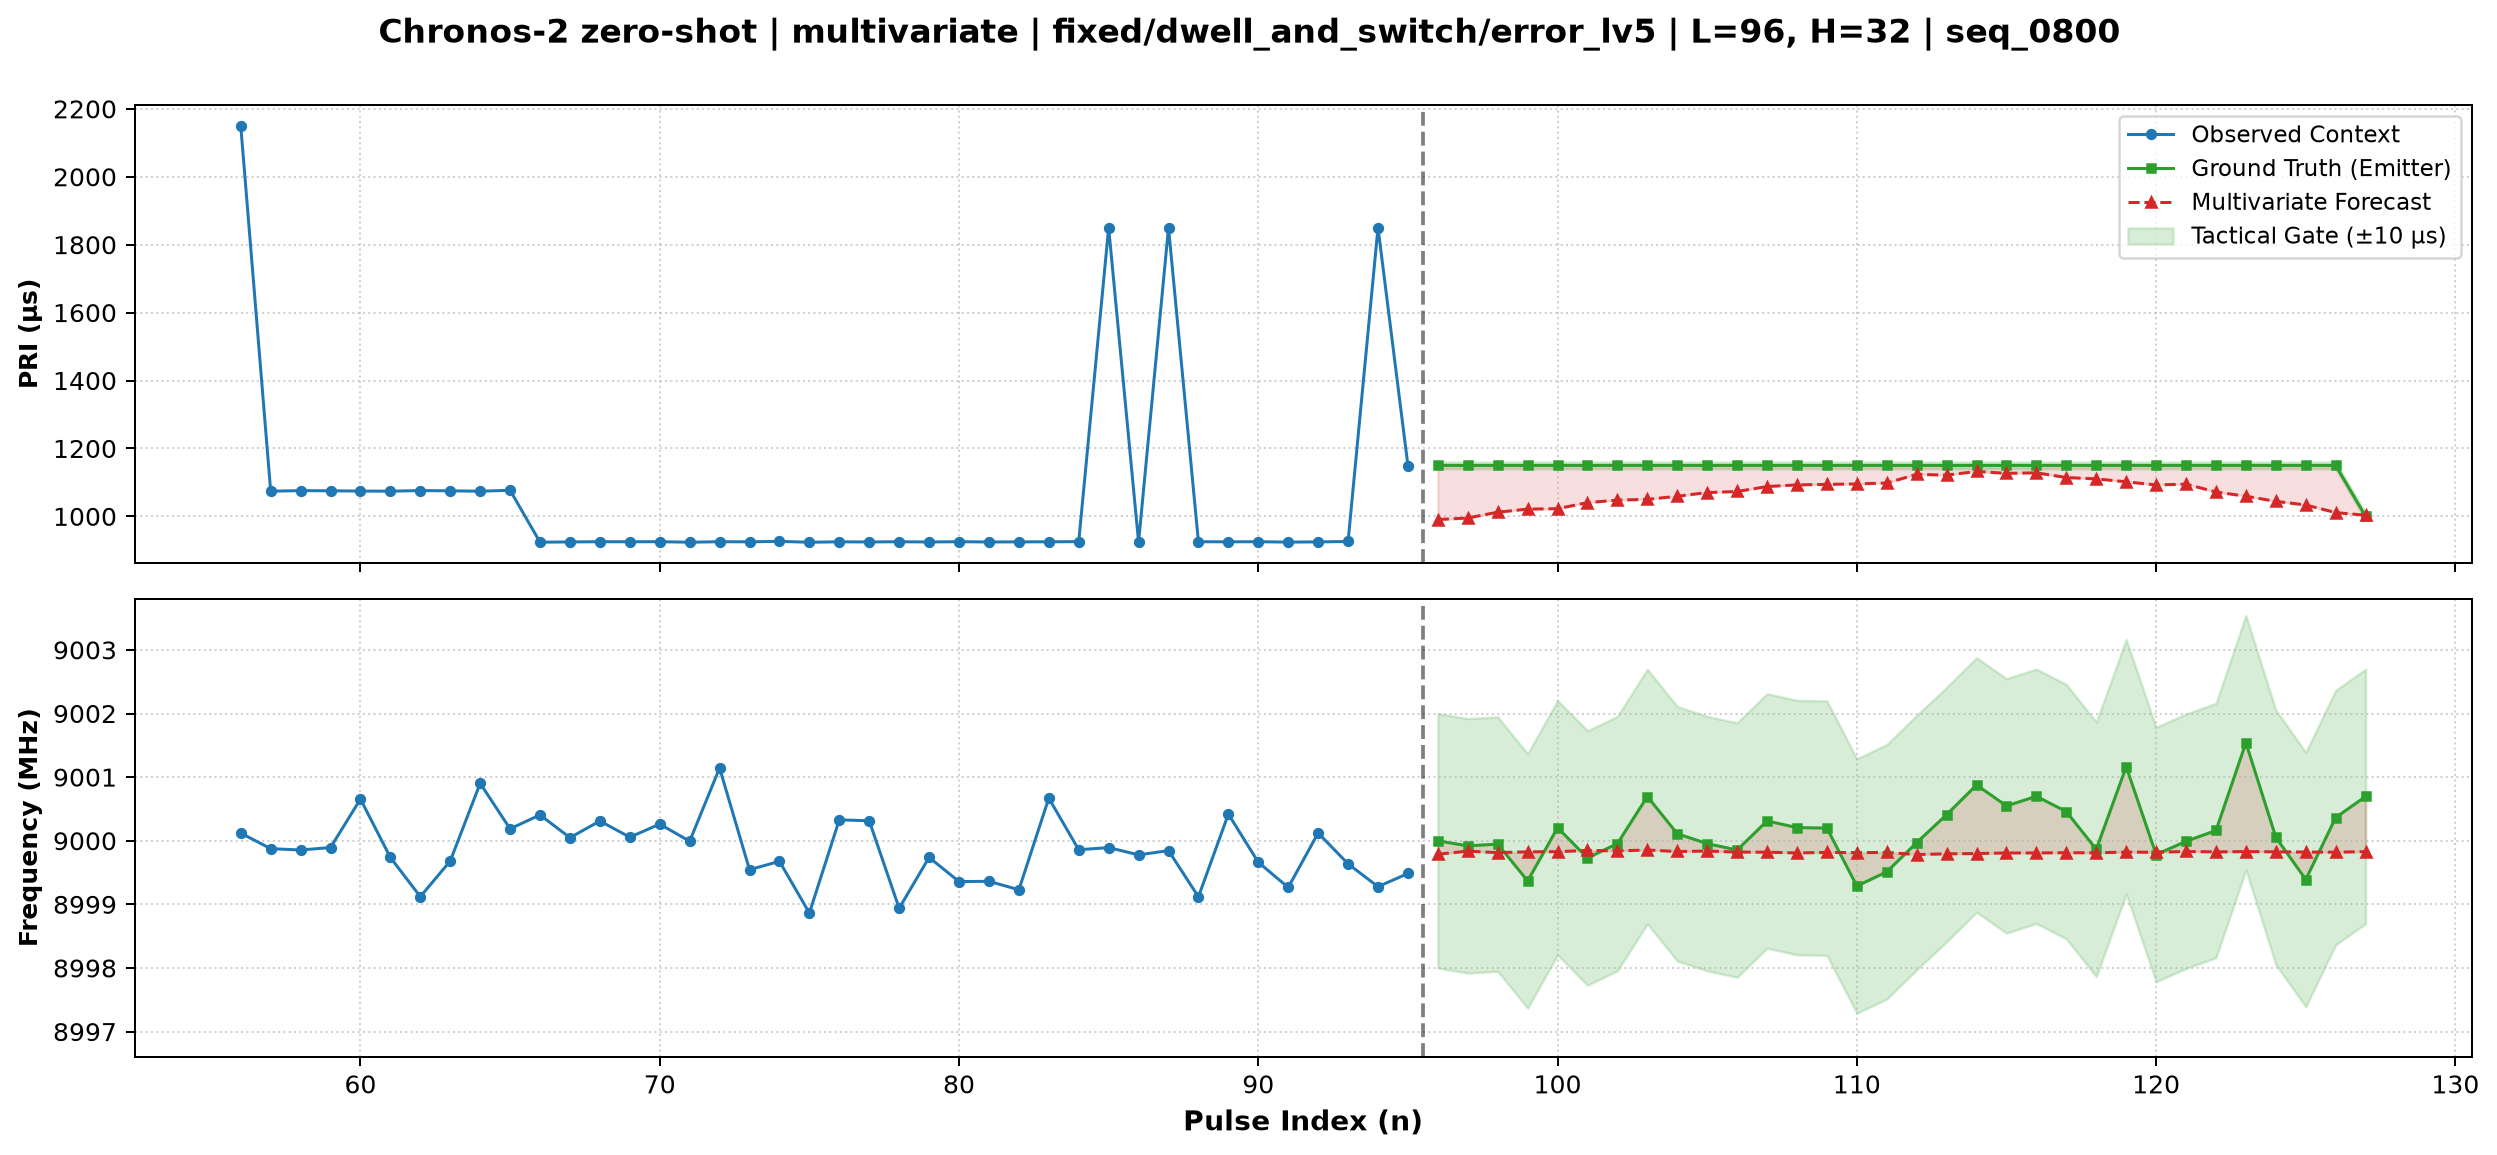 Chronos-2 zero-shot | multivariate | fixed/dwell_and_switch/error_lv5 | L=96, H=32 | seq_0800
2200
2000
1800
1600
1400
1200
1000
PRI (µs)
Observed Context
Ground Truth (Emitter)
Multivariate Forecast
Tactical Gate (±10 µs)
9003
9002
9001
9000
8999
8998
8997
Frequency (MHz)
60 70 80 90 100 110 120 130
Pulse Index (n)